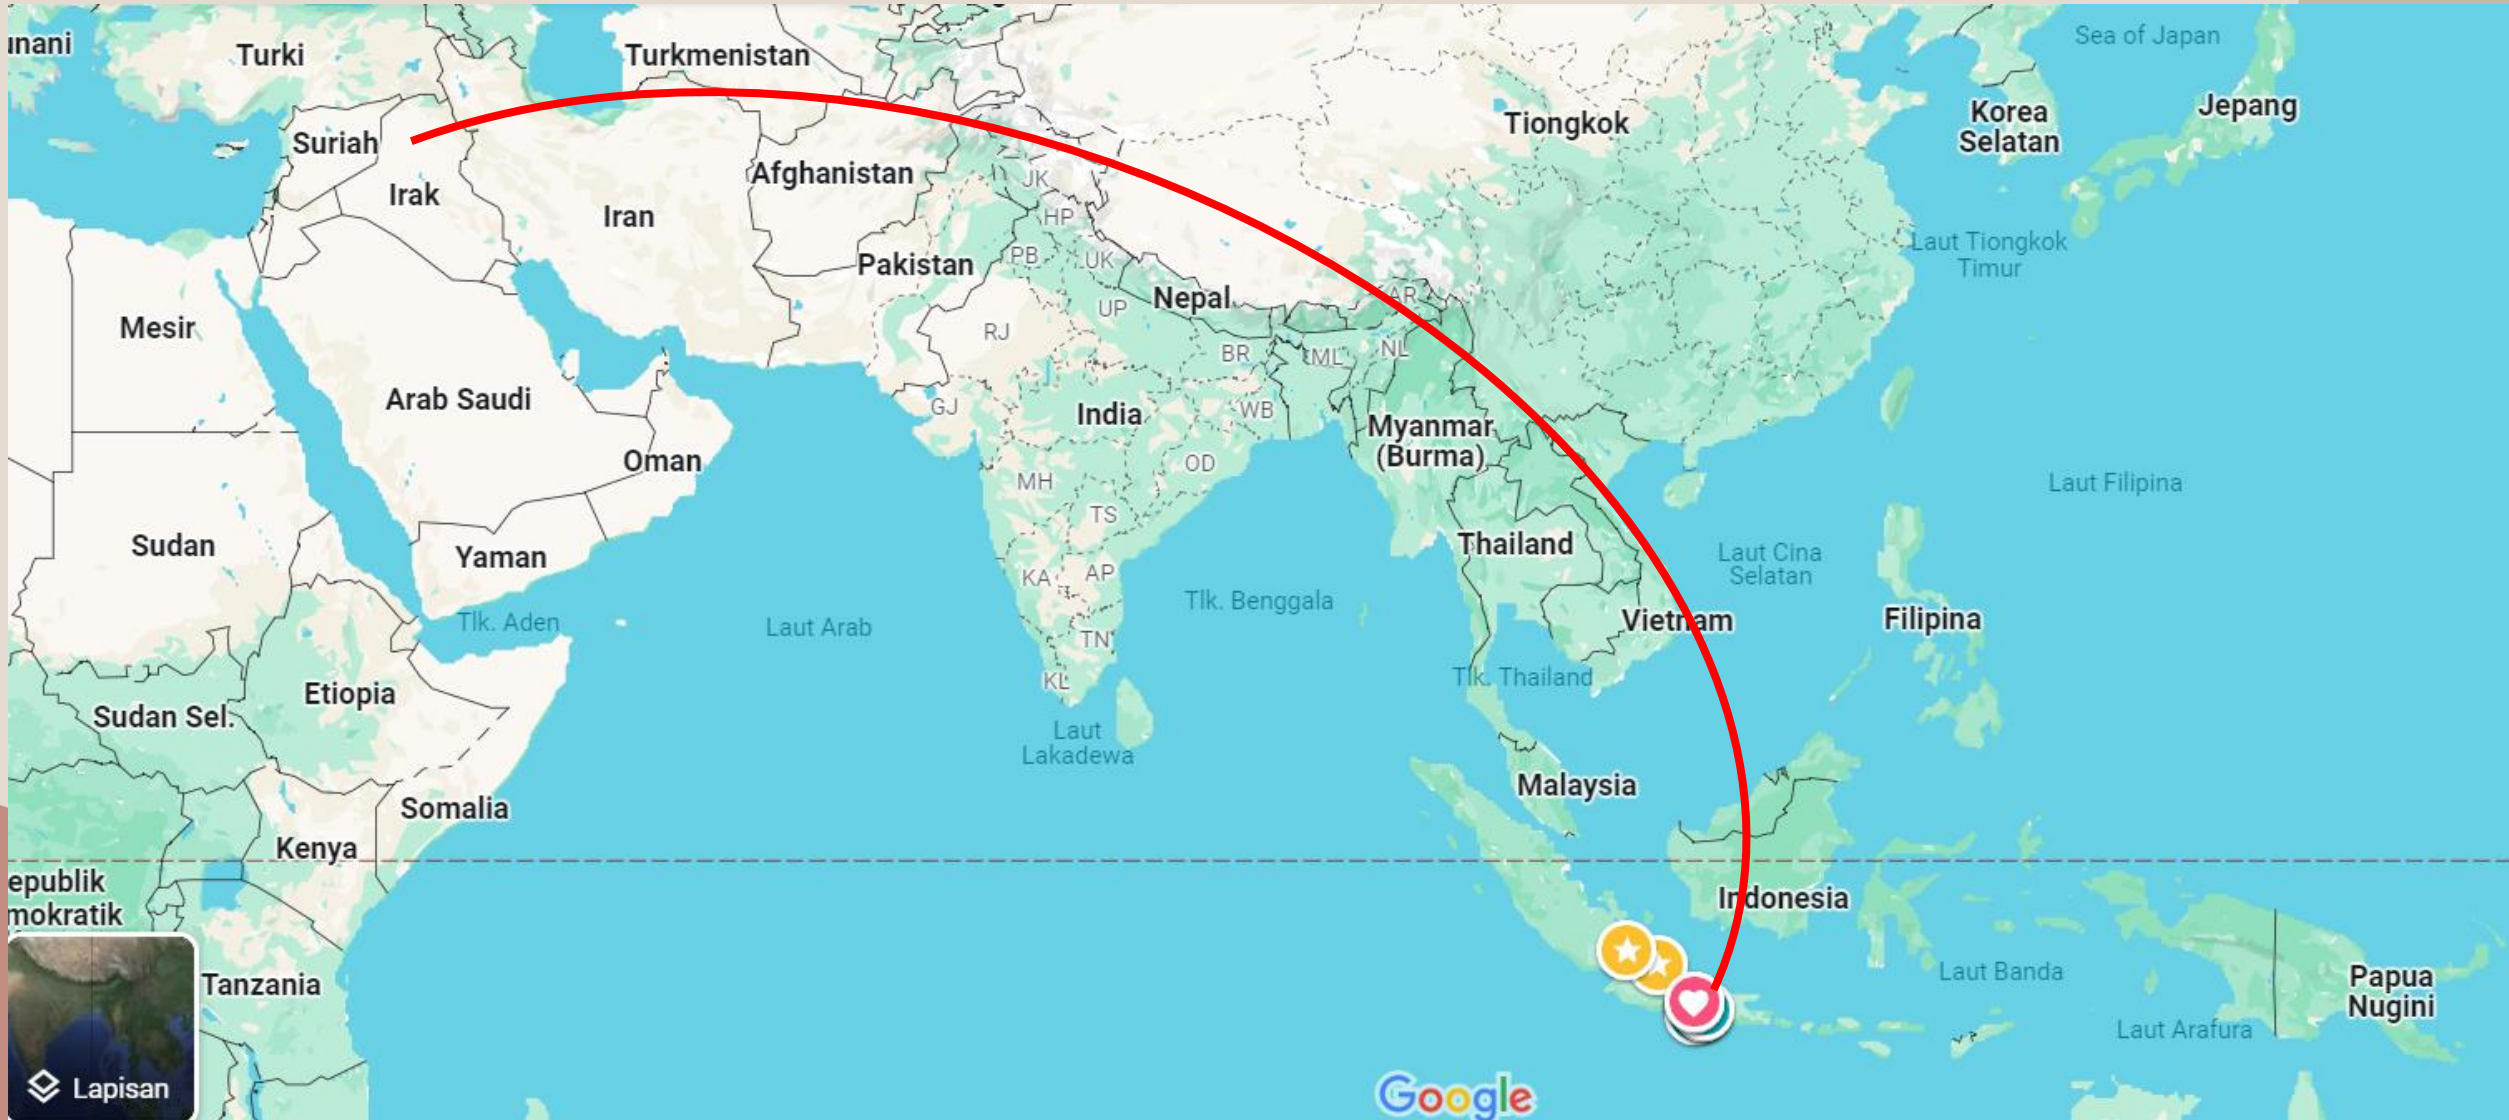 unani
Turki
Turkmenistan
Sea of Japan
Korea
Selatan
Jepang
Tiongkok
Suriah
Irak
Iran
Afghanistan
JK
HP
PB
UK
Pakistan
Nepal
UP
RJ
AR
Laut Tiongkok
Timur
Mesir
BR
ML
NL
Arab Saudi
GJ
India
WB
Myanmar
(Burma)
Oman
MH
OD
Laut Filipina
TS
Sudan
Yaman
Thailand
Laut Cina
Selatan
KA
AP
Tlk. Aden
Laut Arab
Tlk. Benggala
Vietnam
Filipina
TN
KL
Tlk. Thailand
Etiopia
Sudan Sel.
Laut
Lakadewa
Malaysia
Somalia
Kenya
epublik
mokratik
Indonesia
Tanzania
Laut Banda
Papua
Nugini
Laut Arafura
Lapisan
Google